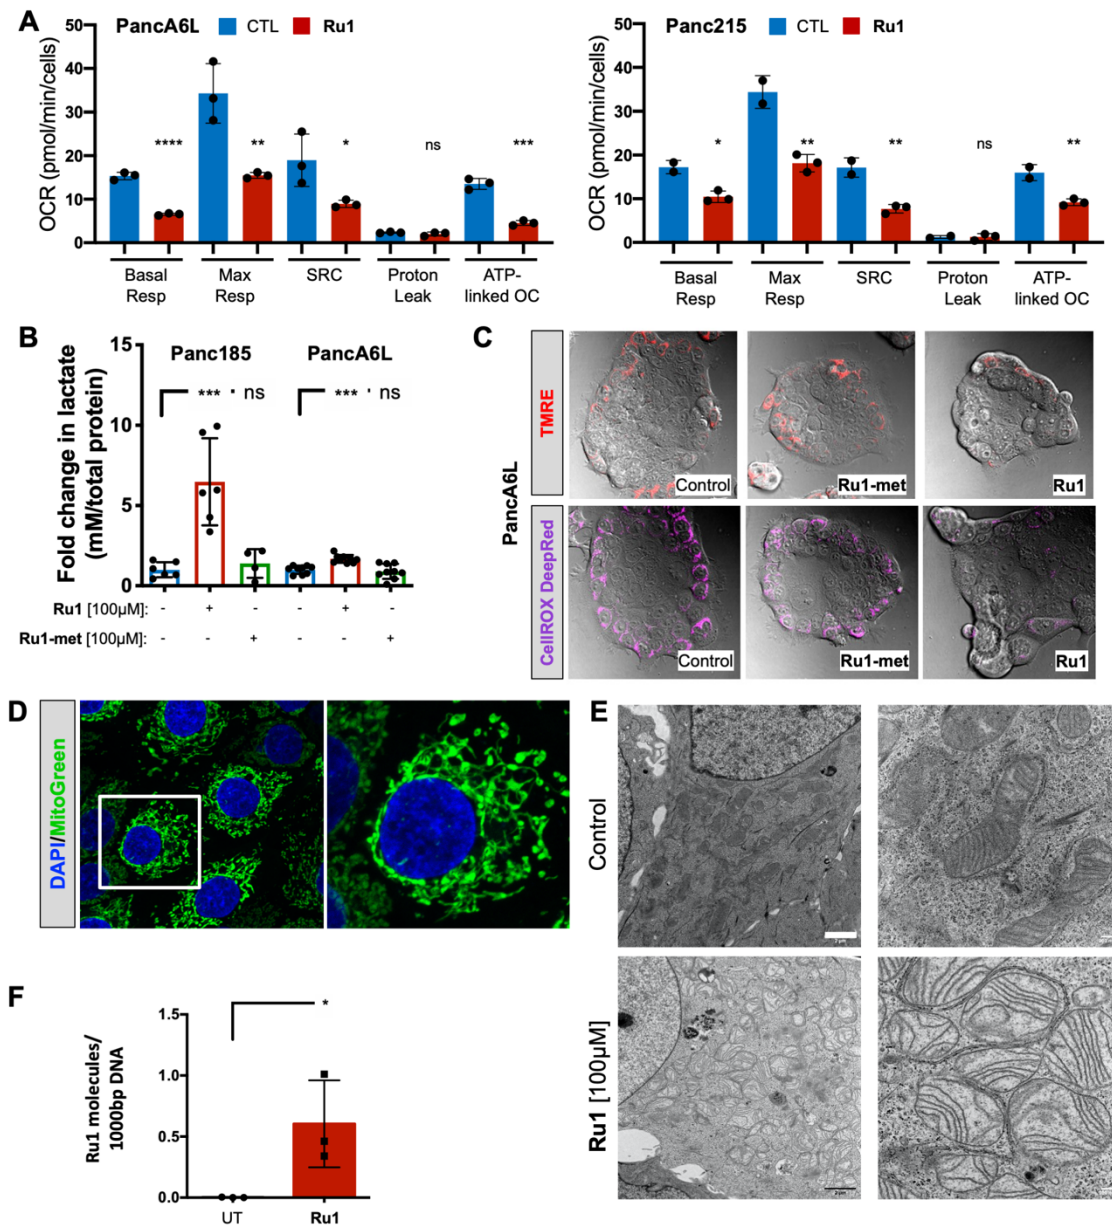 A
PancA6L CTL Ru1
OCR (pmol/min/cells)
50
40
30
20
10
0
**** ** * ns ***
Basal Resp
Max Resp
SRC
Proton Leak
ATP-linked OC
Panc215 CTL Ru1
OCR (pmol/min/cells)
50
40
30
20
10
0
* ** ** ns **
Basal Resp
Max Resp
SRC
Proton Leak
ATP-linked OC
B
Panc185 PancA6L
Fold change in lactate
(mM/total protein)
15
10
5
0
*** ns *** ns
Ru1 [100µM]: - + - - + -
Ru1-met [100µM]: - - + - - +
C
PancA6L
TMRE
Control
Ru1-met
Ru1
CellROX DeepRed
Control
Ru1-met
Ru1
D
DAPI/MitoGreen
E
Control
Ru1 [100µM]
F
Ru1 molecules/
1000bp DNA
1.5
1.0
0.5
0.0
*
UT Ru1